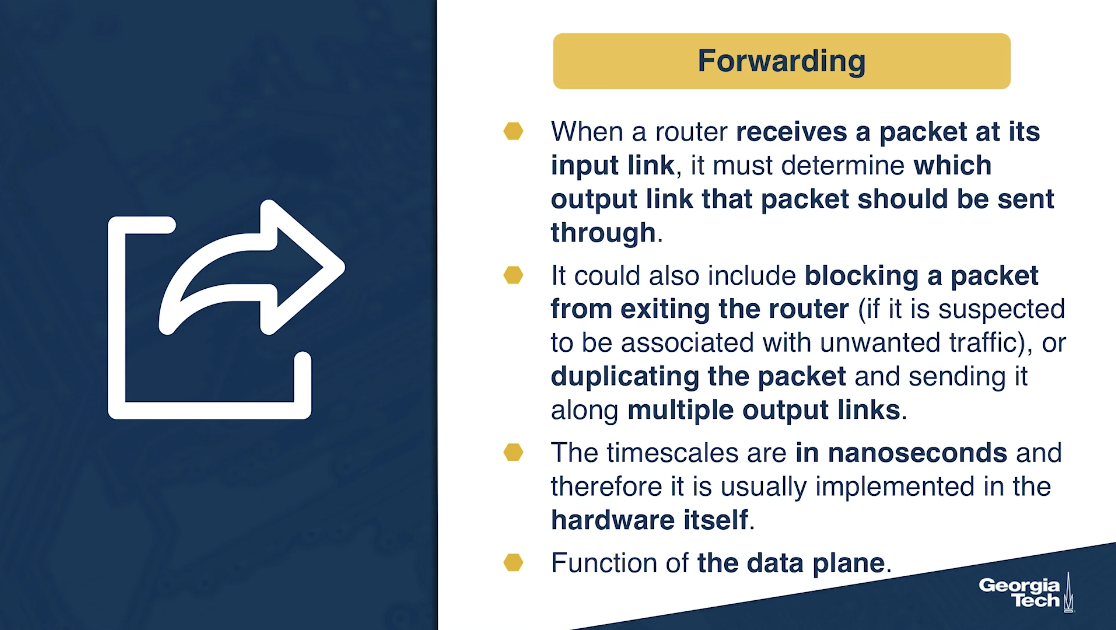 Forwarding
When a router receives a packet at its
input link, it must determine which
output link that packet should be sent
through.
It could also include blocking a packet
from exiting the router (if it is suspected
to be associated with unwanted traffic), or
duplicating the packet and sending it
along multiple output links.
The timescales are in nanoseconds and
therefore it is usually implemented in the
hardware itself.
Function of the data plane.
Georgia
Tech